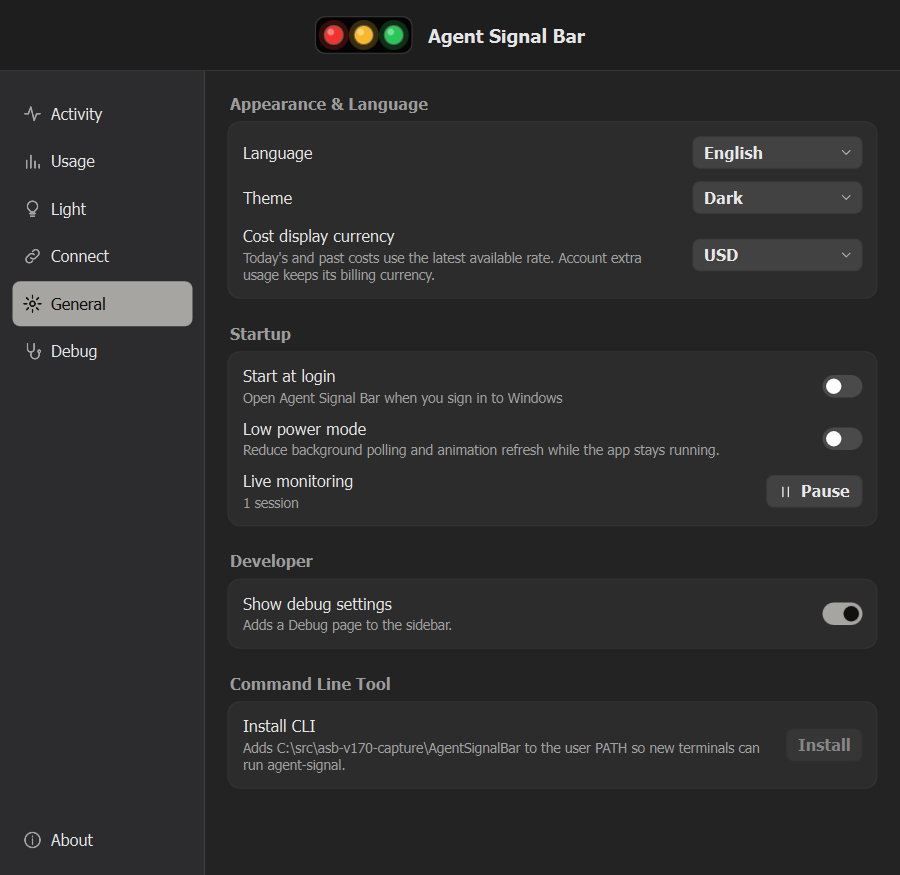 Agent Signal Bar
Activity
Usage
Light
Connect
General
Debug
About
Appearance & Language
Language
English
Theme
Dark
Cost display currency
Today's and past costs use the latest available rate. Account extra
usage keeps its billing currency.
USD
Startup
Start at login
Open Agent Signal Bar when you sign in to Windows
Low power mode
Reduce background polling and animation refresh while the app stays running.
Live monitoring
1 session
Pause
Developer
Show debug settings
Adds a Debug page to the sidebar.
Command Line Tool
Install CLI
Adds C:\src\asb-v170-capture\AgentSignalBar to the user PATH so new terminals can
run agent-signal.
Install